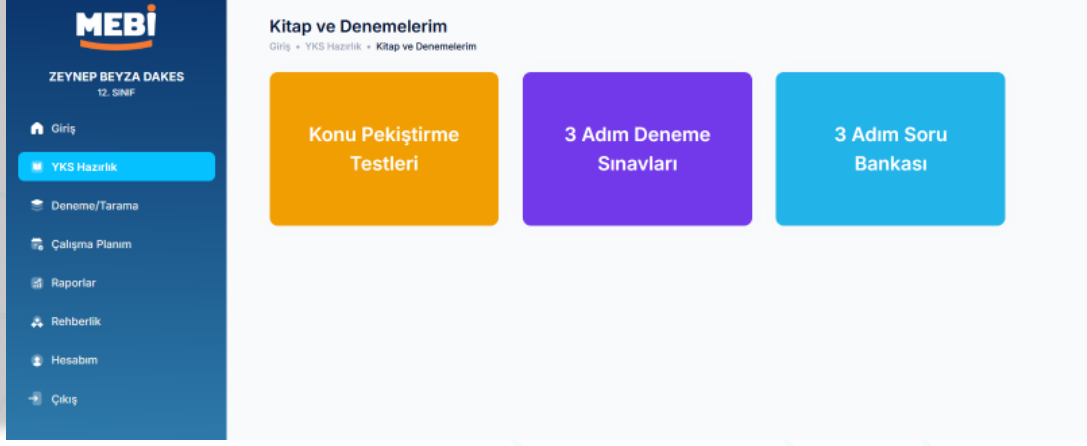 MEBİ
ZEYNEP BEYZA DAKES
12. SINIF
Giriş
YKS Hazırlık
Deneme/Tarama
Çalışma Planım
Raporlar
Rehberlik
Hesabım
Çıkış
Kitap ve Denemelerim
Giriş • YKS Hazırlık • Kitap ve Denemelerim
Konu Pekiştirme
Testleri
3 Adım Deneme
Sınavları
3 Adım Soru
Bankası